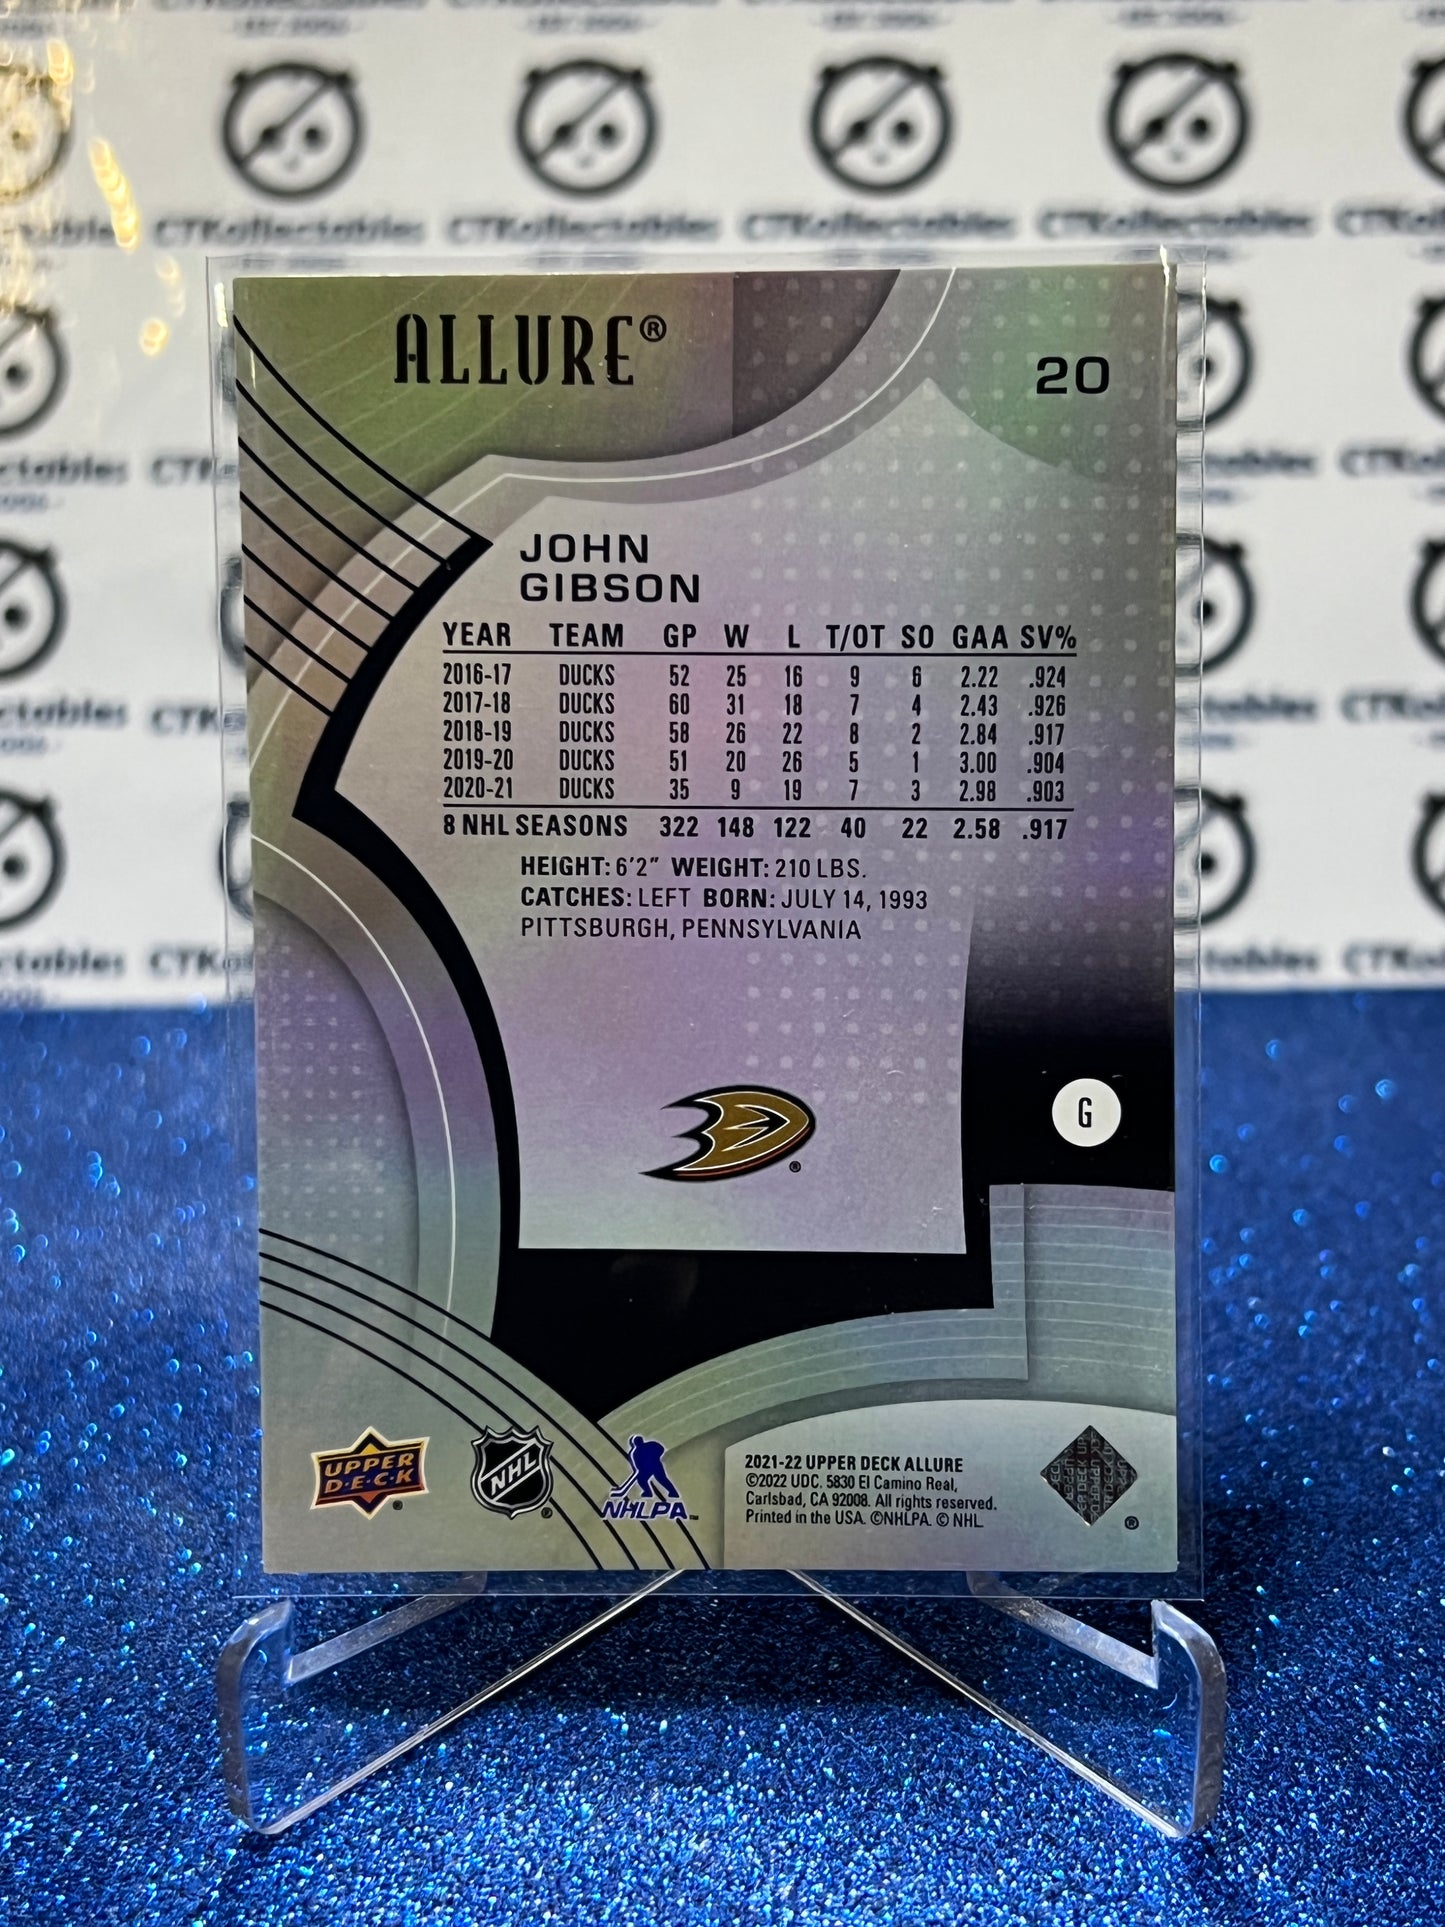 CTKollectables CTKollectables CTKollectables CTKollectables
ALLURE®
20
JOHN
GIBSON
YEAR TEAM GP W L T/OT SO GAA SV%
2016-17 DUCKS 52 25 16 9 6 2.22 .924
2017-18 DUCKS 60 31 18 7 4 2.43 .926
2018-19 DUCKS 58 26 22 8 2 2.84 .917
2019-20 DUCKS 51 20 26 5 1 3.00 .904
2020-21 DUCKS 35 9 19 7 3 2.98 .903
8 NHL SEASONS 322 148 122 40 22 2.58 .917
HEIGHT: 6'2" WEIGHT: 210 LBS.
CATCHES: LEFT BORN: JULY 14, 1993
PITTSBURGH, PENNSYLVANIA
®
G
UPPER
D·E·C·K
®
NHL
®
NHLPA
™
2021-22 UPPER DECK ALLURE
©2022 UDC. 5830 El Camino Real,
Carlsbad, CA 92008. All rights reserved.
Printed in the USA. ©NHLPA. © NHL
®